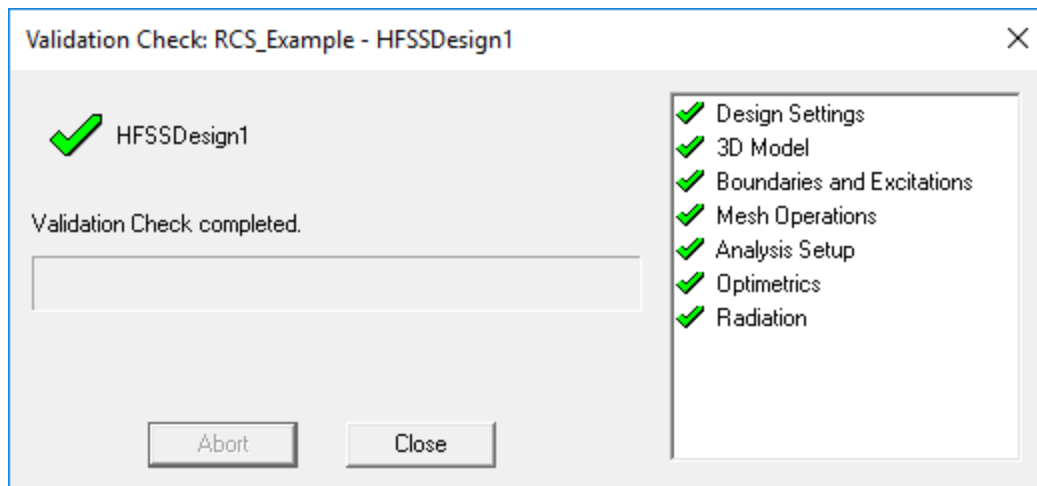 Validation Check: RCS_Example - HFSSDesign1
HFSSDesign1
Validation Check completed.
Abort
Close
Design Settings
3D Model
Boundaries and Excitations
Mesh Operations
Analysis Setup
Optimetrics
Radiation